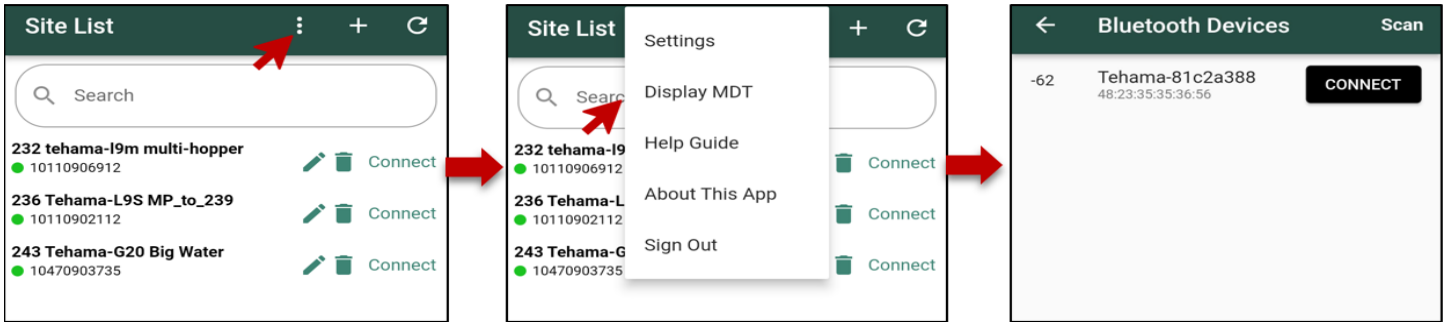 Site List
Search
232 tehama-l9m multi-hopper
10110906912
Connect
236 Tehama-L9S MP_to_239
10110902112
Connect
243 Tehama-G20 Big Water
10470903735
Connect
Site List
Settings
Display MDT
Help Guide
About This App
Sign Out
Searc
232 tehama-l9
10110906912
Connect
236 Tehama-L
10110902112
Connect
243 Tehama-G
10470903735
Connect
Bluetooth Devices
Scan
-62
Tehama-81c2a388
48:23:35:35:36:56
CONNECT